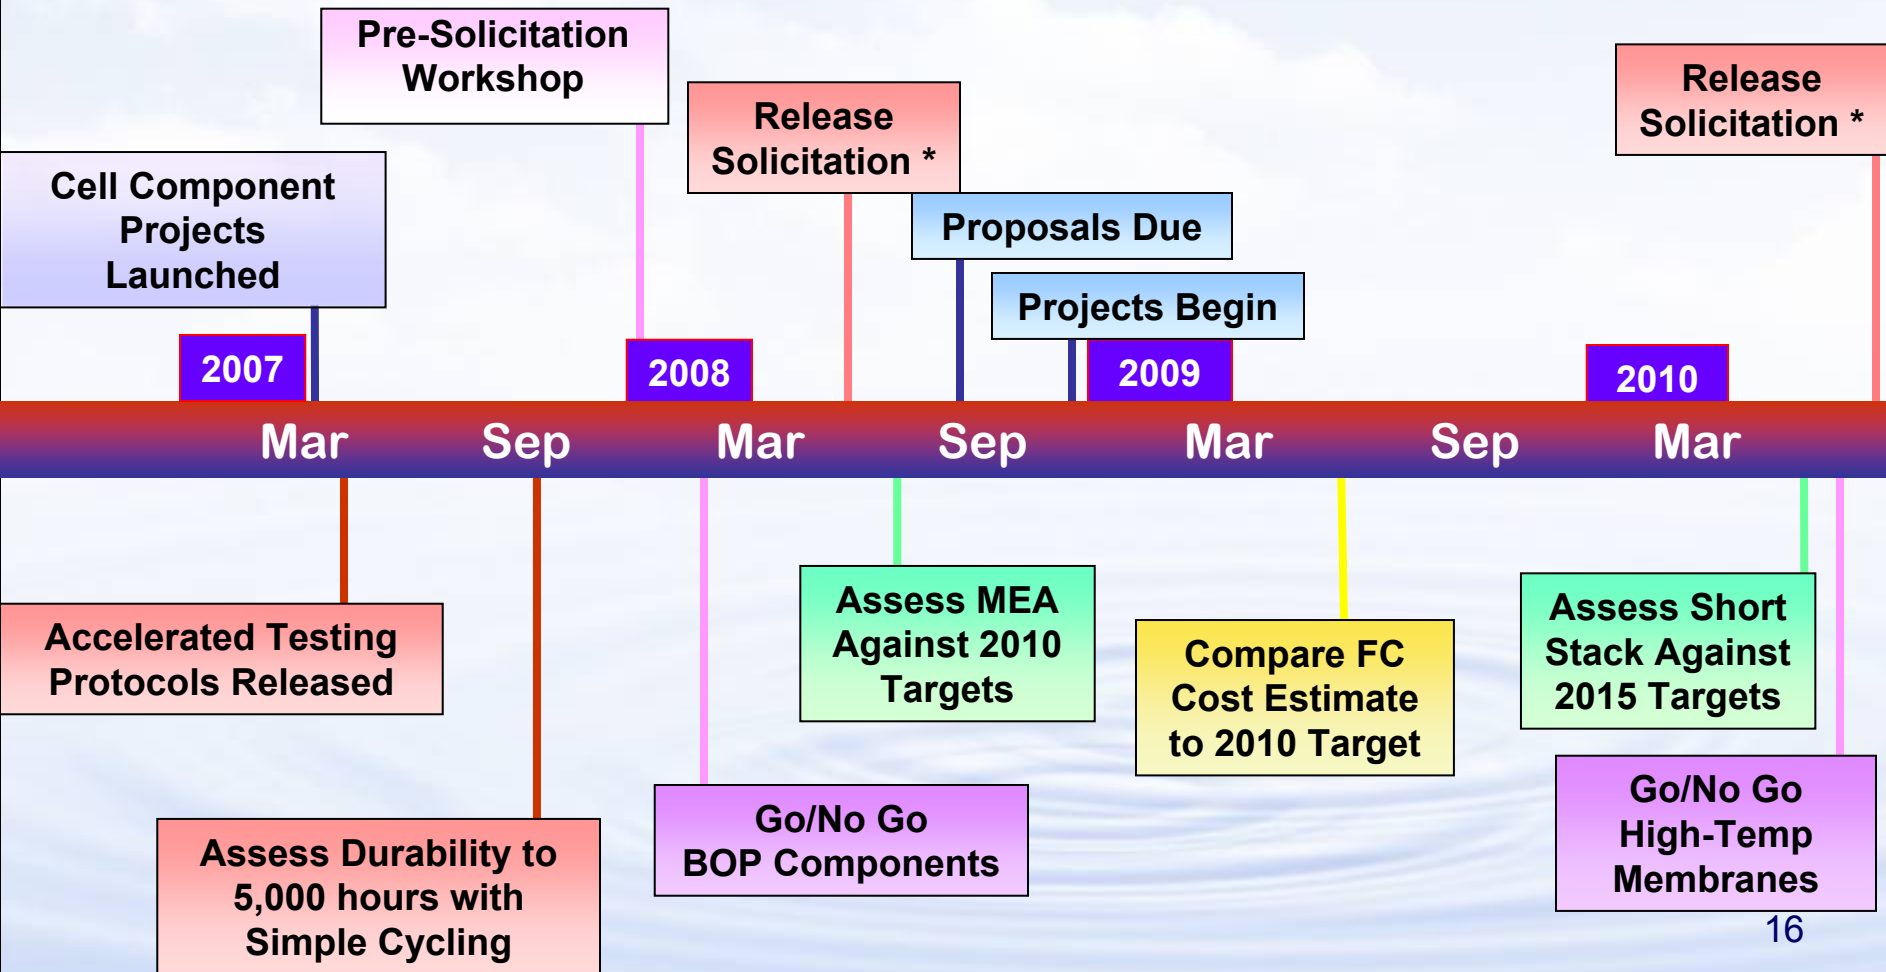 Pre-Solicitation
Workshop
Release
Solicitation *
Release
Solicitation *
Cell Component
Projects
Launched
Proposals Due
Projects Begin
2007
2008
2009
2010
Mar Sep Mar Sep Mar Sep Mar
Accelerated Testing
Protocols Released
Assess Durability to
5,000 hours with
Simple Cycling
Go/No Go
BOP Components
Assess MEA
Against 2010
Targets
Compare FC
Cost Estimate
to 2010 Target
Assess Short
Stack Against
2015 Targets
Go/No Go
High-Temp
Membranes
16